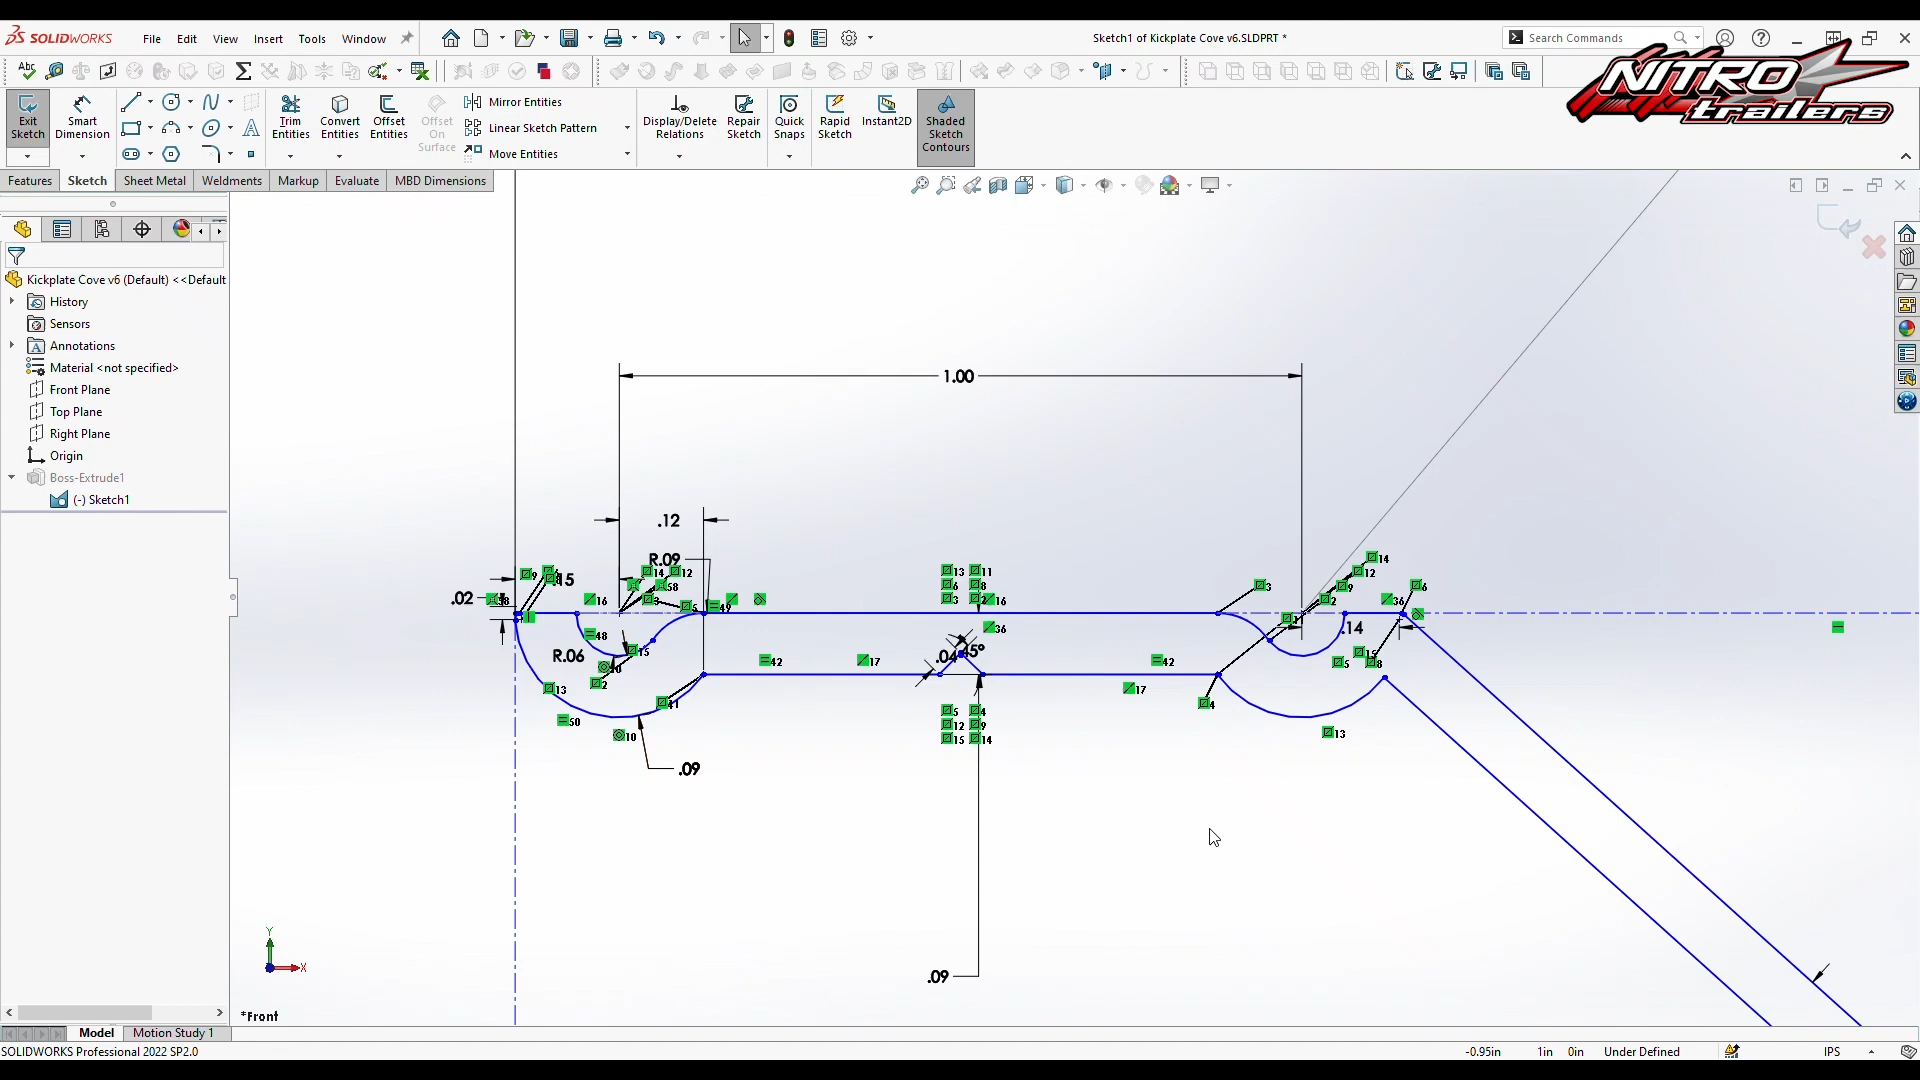 SOLIDWORKS File Edit View Insert Tools Window Sketch1 of Kickplate Cove v6.SLDPRT * Search Commands
NITRO
trailers
Exit Sketch Smart Dimension Trim Entities Convert Entities Offset Entities Offset On Surface Mirror Entities Linear Sketch Pattern Move Entities Display/Delete Relations Repair Sketch Quick Snaps Rapid Sketch Instant2D Shaded Sketch Contours
Features Sketch Sheet Metal Weldments Markup Evaluate MBD Dimensions
Kickplate Cove v6 (Default) <<Default
History
Sensors
Annotations
Material <not specified>
Front Plane
Top Plane
Right Plane
Origin
Boss-Extrude1
(-) Sketch1
1.00
.12
R.09
.15
.02
R.06
.14
.04
45°
.09
.09
Y
X
*Front
Model Motion Study 1
SOLIDWORKS Professional 2022 SP2.0 -0.95in 1in 0in Under Defined IPS